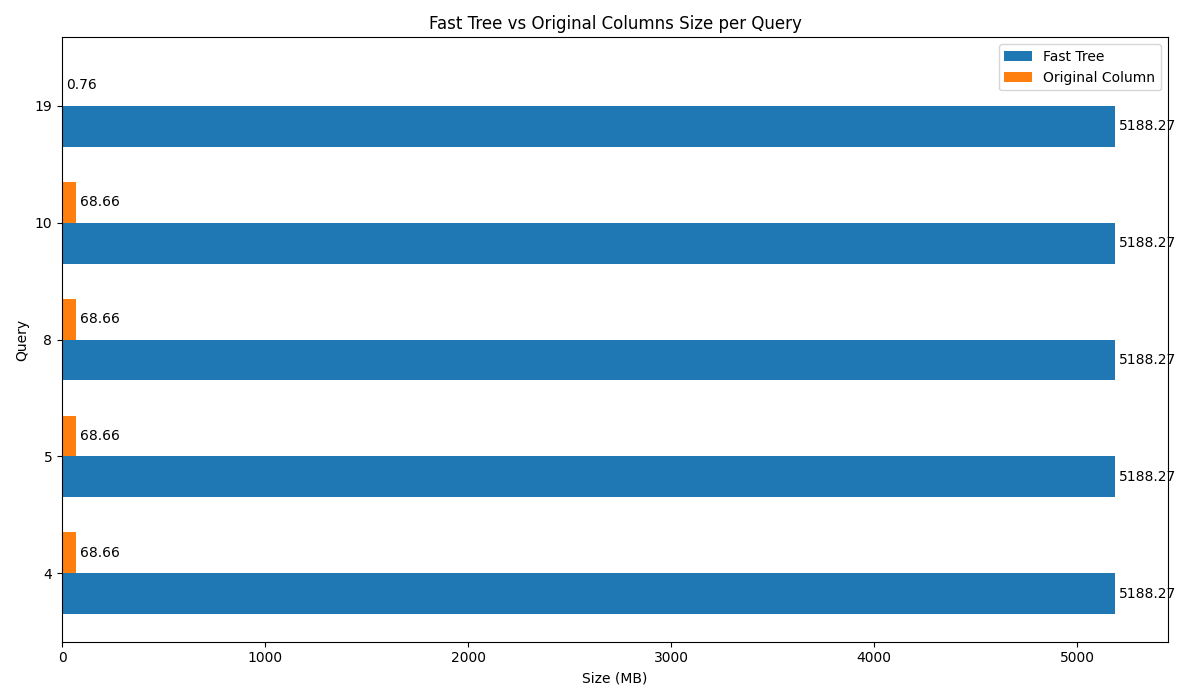 Fast Tree vs Original Columns Size per Query
Fast Tree
Original Column
0.76
19
5188.27
68.66
10
5188.27
68.66
8
5188.27
68.66
5
5188.27
68.66
4
5188.27
Query
0 1000 2000 3000 4000 5000
Size (MB)